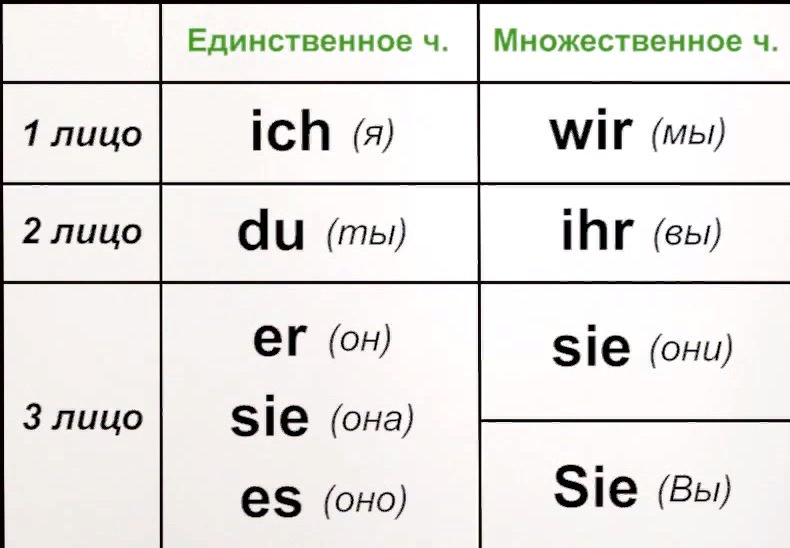 Единственное ч. Множественное ч.
1 лицо ich (я) wir (мы)
2 лицо du (ты) ihr (вы)
3 лицо
er (он)
sie (она)
es (оно)
sie (они)
Sie (Вы)